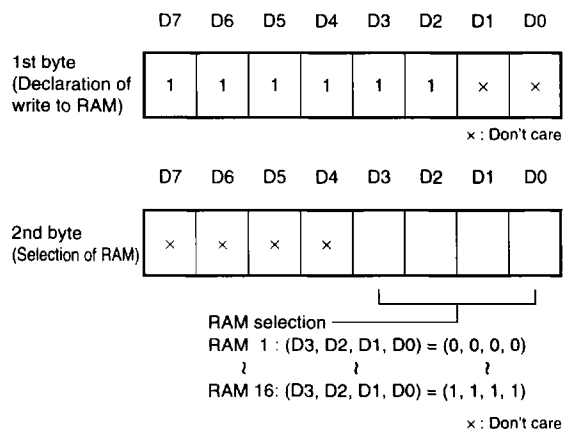 D7 D6 D5 D4 D3 D2 D1 D0
1st byte
(Declaration of
write to RAM)
1 1 1 1 1 1 × ×
× : Don't care
D7 D6 D5 D4 D3 D2 D1 D0
2nd byte
(Selection of RAM)
× × × ×
RAM selection
RAM 1 : (D3, D2, D1, D0) = (0, 0, 0, 0)
≀ ≀ ≀
RAM 16: (D3, D2, D1, D0) = (1, 1, 1, 1)
× : Don't care